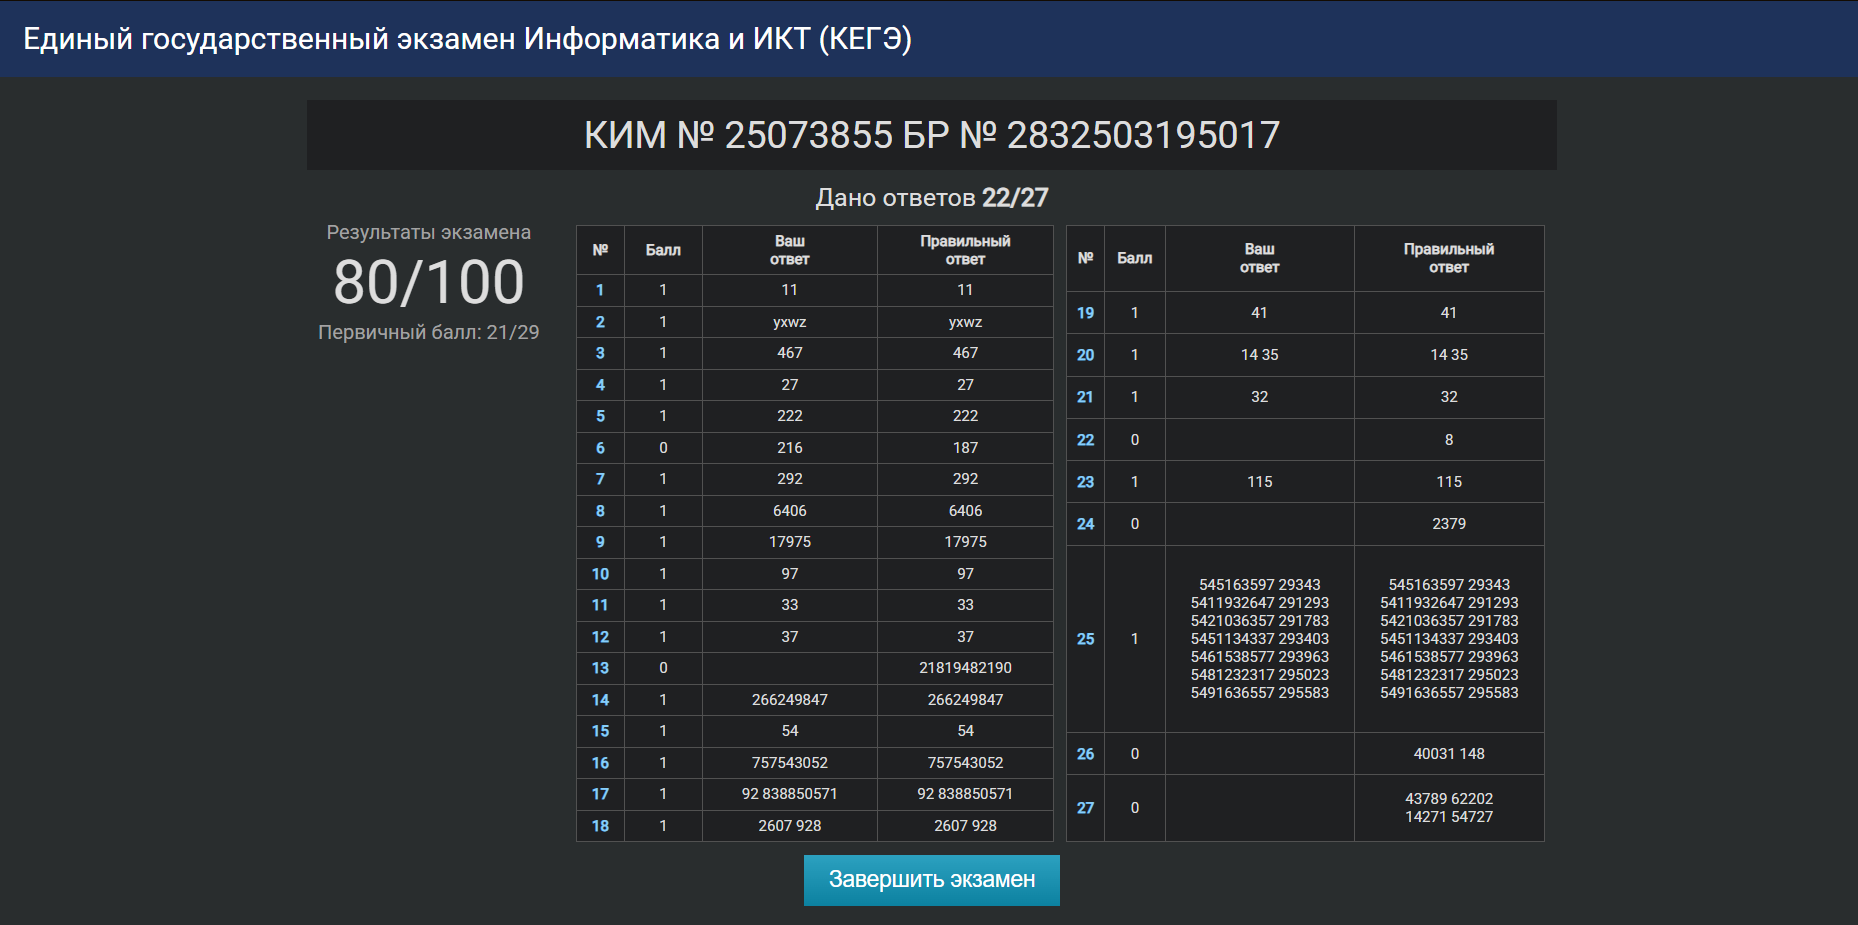 Единый государственный экзамен Информатика и ИКТ (КЕГЭ)
КИМ № 25073855 БР № 2832503195017
Дано ответов 22/27
Результаты экзамена
80/100
Первичный балл: 21/29
№ Балл Ваш ответ Правильный ответ
1 1 11 11
2 1 yxwz yxwz
3 1 467 467
4 1 27 27
5 1 222 222
6 0 216 187
7 1 292 292
8 1 6406 6406
9 1 17975 17975
10 1 97 97
11 1 33 33
12 1 37 37
13 0 21819482190
14 1 266249847 266249847
15 1 54 54
16 1 757543052 757543052
17 1 92 838850571 92 838850571
18 1 2607 928 2607 928
№ Балл Ваш ответ Правильный ответ
19 1 41 41
20 1 14 35 14 35
21 1 32 32
22 0 8
23 1 115 115
24 0 2379
545163597 29343 545163597 29343
5411932647 291293 5411932647 291293
5421036357 291783 5421036357 291783
25 1 5451134337 293403 5451134337 293403
5461538577 293963 5461538577 293963
5481232317 295023 5481232317 295023
5491636557 295583 5491636557 295583
26 0 40031 148
27 0 43789 62202
14271 54727
Завершить экзамен